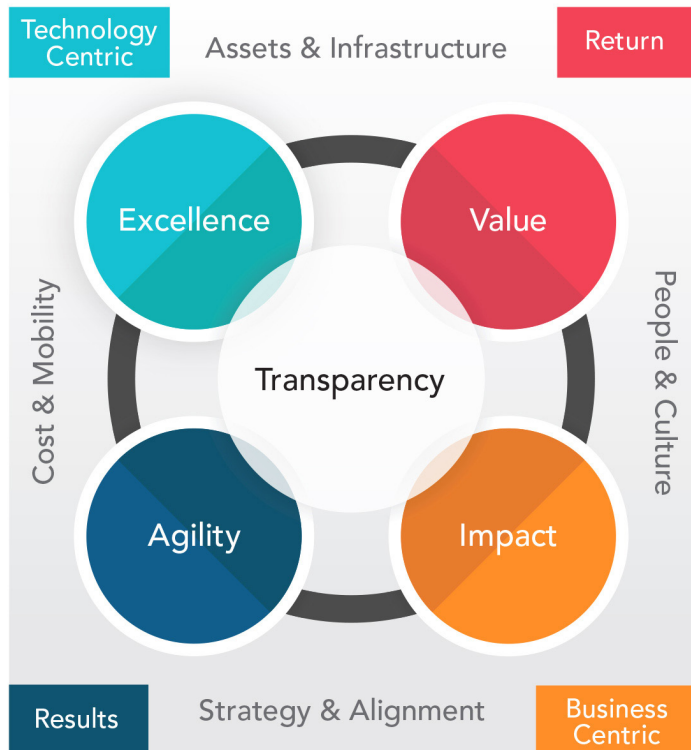 Technology
Centric
Assets & Infrastructure
Return
Excellence
Value
Cost & Mobility
People & Culture
Transparency
Agility
Impact
Results
Strategy & Alignment
Business
Centric